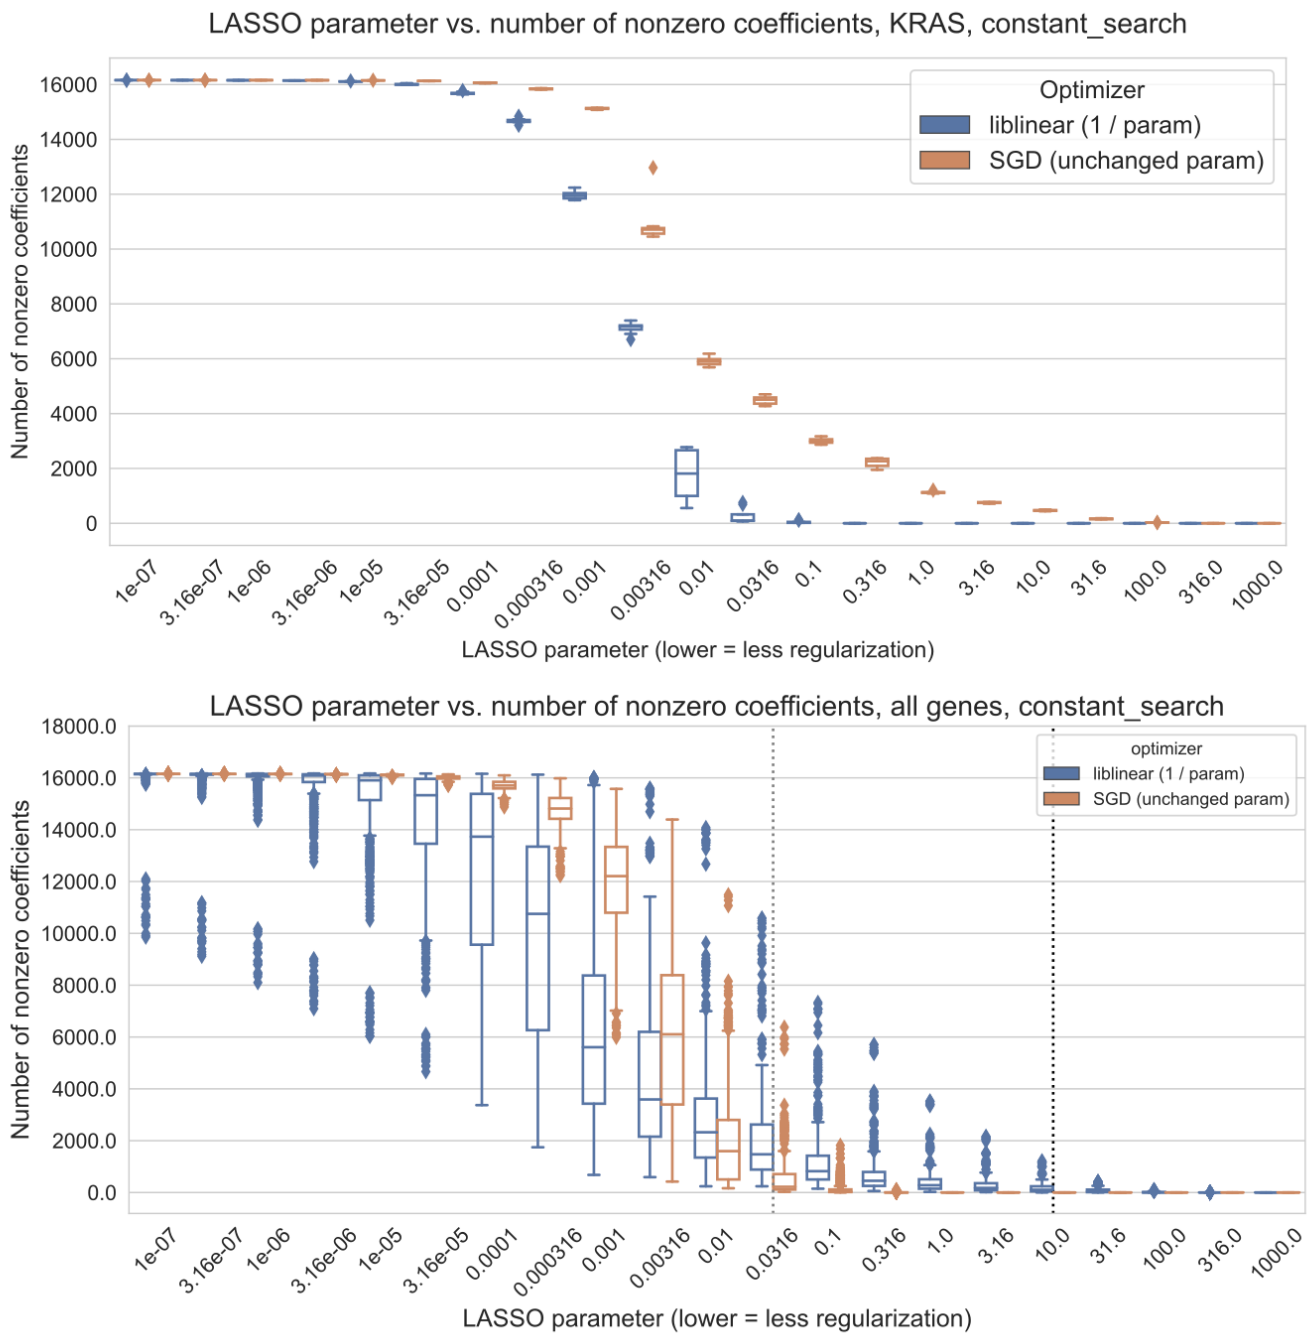 LASSO parameter vs. number of nonzero coefficients, KRAS, constant_search
Number of nonzero coefficients
16000
14000
12000
10000
8000
6000
4000
2000
0
Optimizer
liblinear (1 / param)
SGD (unchanged param)
1e-07
3.16e-07
1e-06
3.16e-06
1e-05
3.16e-05
0.0001
0.000316
0.0001
0.00316
0.01
0.0316
0.1
0.316
1.0
3.16
10.0
31.6
100.0
316.0
1000.0
LASSO parameter (lower = less regularization)
LASSO parameter vs. number of nonzero coefficients, all genes, constant_search
Number of nonzero coefficients
18000.0
16000.0
14000.0
12000.0
10000.0
8000.0
6000.0
4000.0
2000.0
0.0
optimizer
liblinear (1 / param)
SGD (unchanged param)
1e-07
3.16e-07
1e-06
3.16e-06
1e-05
3.16e-05
0.0001
0.000316
0.001
0.00316
0.01
0.0316
0.1
0.316
1.0
3.16
10.0
31.6
100.0
316.0
1000.0
LASSO parameter (lower = less regularization)